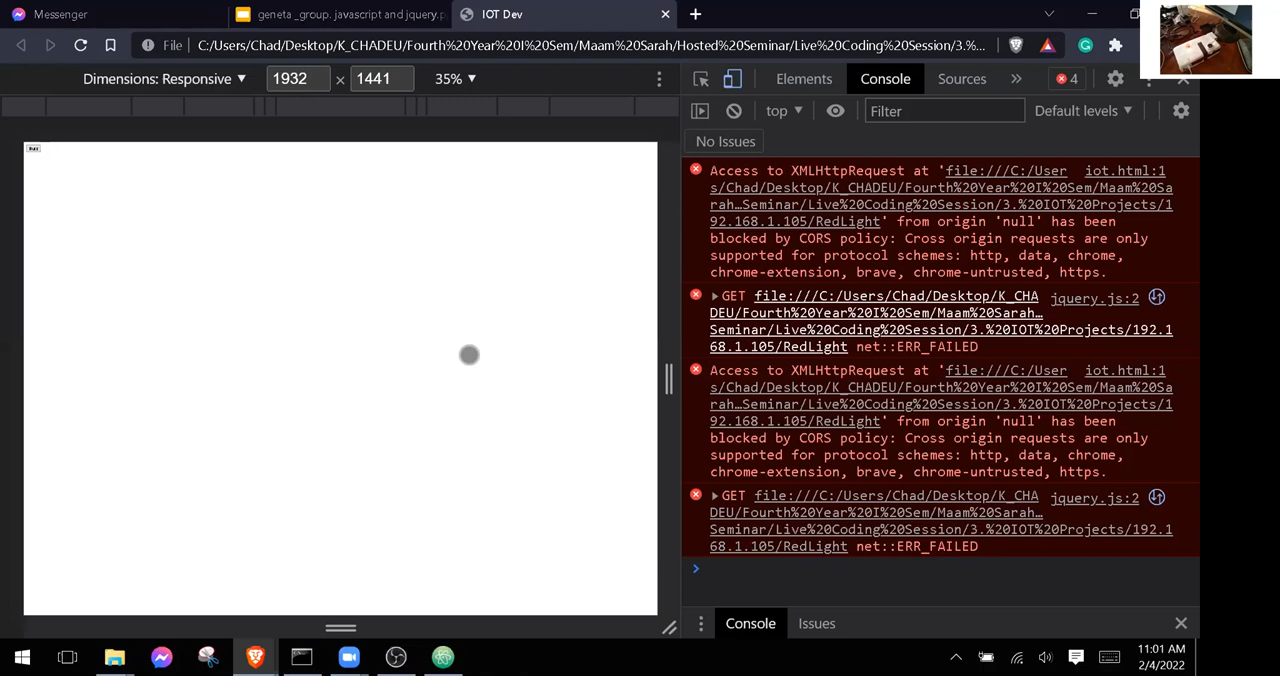 Messenger
geneta _group. javascript and jquery.p
IOT Dev
File
C:/Users/Chad/Desktop/K_CHADEU/Fourth%20Year%20I%20Sem/Maam%20Sarah/Hosted%20Seminar/Live%20Coding%20Session/3.%...
Dimensions: Responsive ▼ 1932 × 1441 35% ▼
Elements Console Sources » 4
top ▼ Filter Default levels ▼
No Issues
Access to XMLHttpRequest at 'file:///C:/User iot.html:1
s/Chad/Desktop/K_CHADEU/Fourth%20Year%20I%20Sem/Maam%20Sa
rah…Seminar/Live%20Coding%20Session/3.%20IOT%20Projects/1
92.168.1.105/RedLight' from origin 'null' has been
blocked by CORS policy: Cross origin requests are only
supported for protocol schemes: http, data, chrome,
chrome-extension, brave, chrome-untrusted, https.
GET file:///C:/Users/Chad/Desktop/K_CHA jquery.js:2
DEU/Fourth%20Year%20I%20Sem/Maam%20Sarah…
Seminar/Live%20Coding%20Session/3.%20IOT%20Projects/192.1
68.1.105/RedLight net::ERR_FAILED
Access to XMLHttpRequest at 'file:///C:/User iot.html:1
s/Chad/Desktop/K_CHADEU/Fourth%20Year%20I%20Sem/Maam%20Sa
rah…Seminar/Live%20Coding%20Session/3.%20IOT%20Projects/1
92.168.1.105/RedLight' from origin 'null' has been
blocked by CORS policy: Cross origin requests are only
supported for protocol schemes: http, data, chrome,
chrome-extension, brave, chrome-untrusted, https.
GET file:///C:/Users/Chad/Desktop/K_CHA jquery.js:2
DEU/Fourth%20Year%20I%20Sem/Maam%20Sarah…
Seminar/Live%20Coding%20Session/3.%20IOT%20Projects/192.1
68.1.105/RedLight net::ERR_FAILED
Console Issues
11:01 AM
2/4/2022